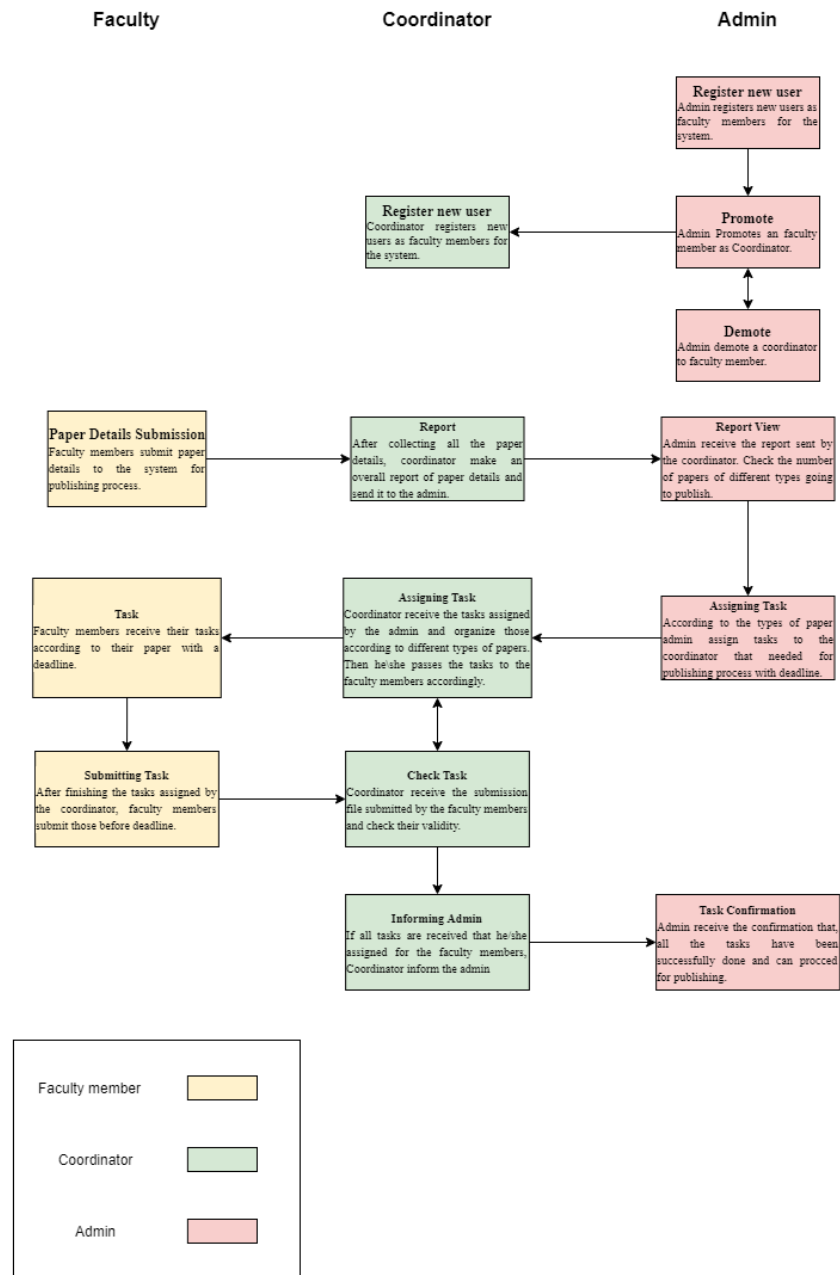 Faculty
Coordinator
Admin
Register new user
Admin registers new users as
faculty members for the
system.
Register new user
Coordinator registers new
users as faculty members for
the system.
Promote
Admin Promotes an faculty
member as Coordinator.
Demote
Admin demote a coordinator
to faculty member.
Paper Details Submission
Faculty members submit paper
details to the system for
publishing process.
Report
After collecting all the paper
details, coordinator make an
overall report of paper details and
send it to the admin.
Report View
Admin receive the report sent by
the coordinator. Check the number
of papers of different types going
to publish.
Task
Faculty members receive their tasks
according to their paper with a
deadline.
Assigning Task
Coordinator receive the tasks assigned
by the admin and organize those
according to different types of papers.
Then he\she passes the tasks to the
faculty members accordingly.
Assigning Task
According to the types of paper
admin assign tasks to the
coordinator that needed for
publishing process with deadline.
Submitting Task
After finishing the tasks assigned by
the coordinator, faculty members
submit those before deadline.
Check Task
Coordinator receive the submission
file submitted by the faculty members
and check their validity.
Informing Admin
If all tasks are received that he/she
assigned for the faculty members,
Coordinator inform the admin
Task Confirmation
Admin receive the confirmation that,
all the tasks have been
successfully done and can procced
for publishing.
Faculty member
Coordinator
Admin